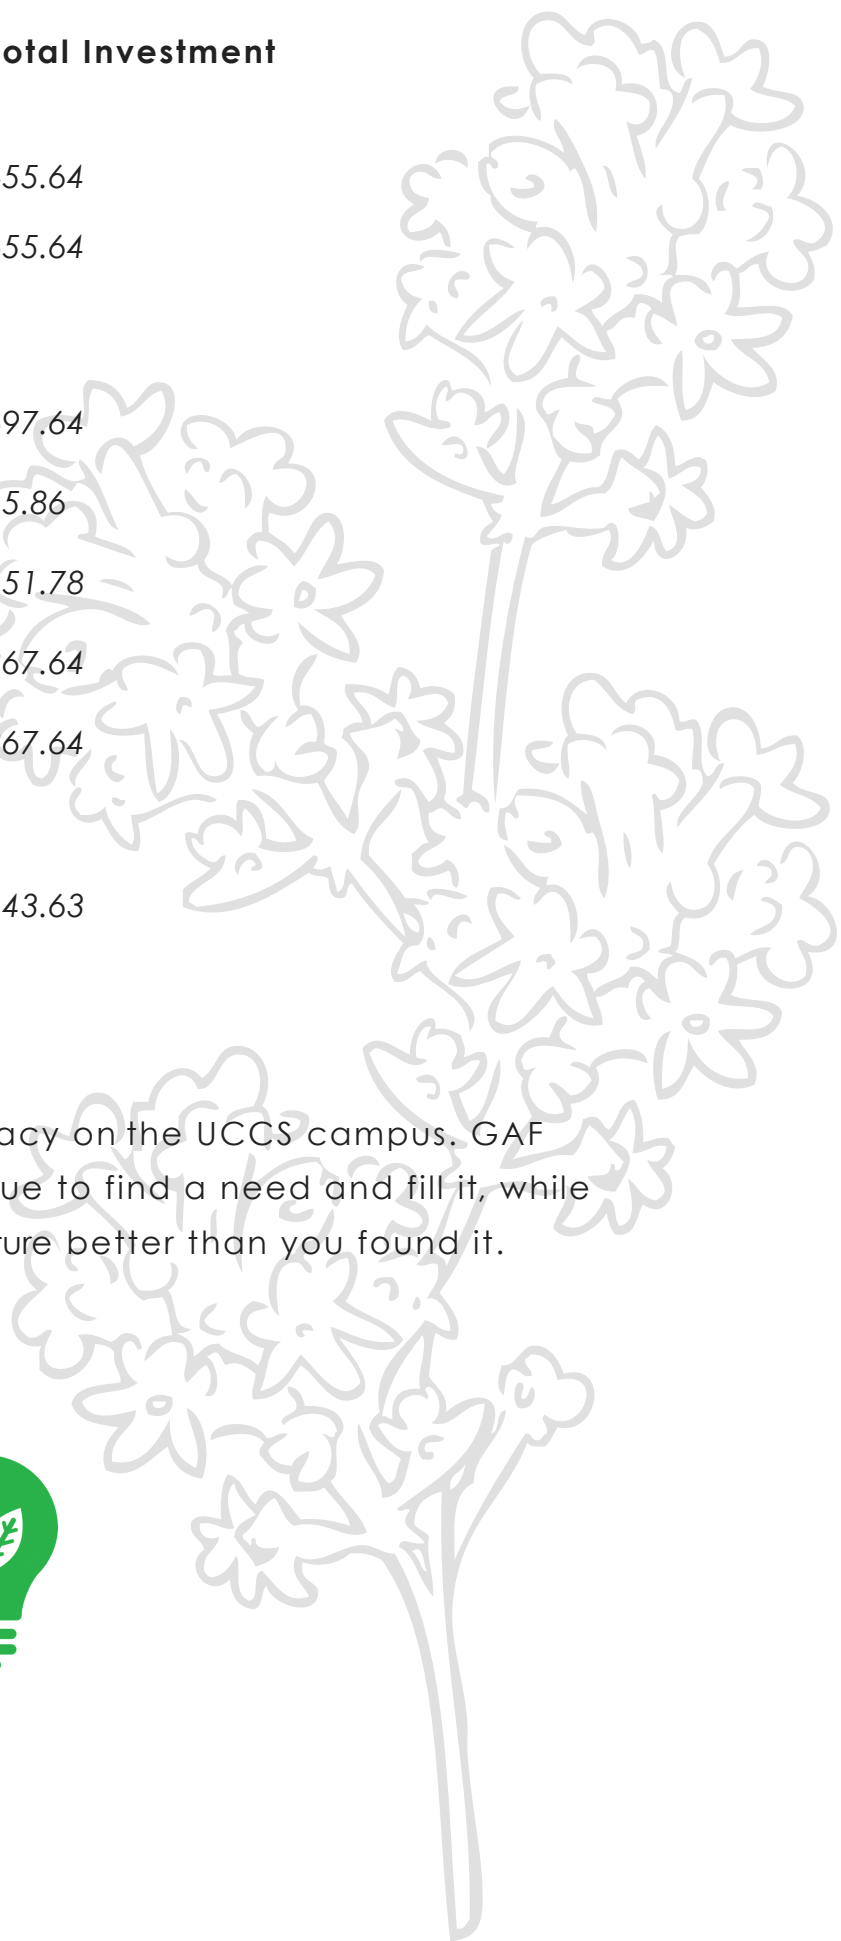 otal Investment
55.64
55.64
97.64
5.86
51.78
67.64
67.64
43.63
acy on the UCCS campus. GAF
ue to find a need and fill it, while
ture better than you found it.